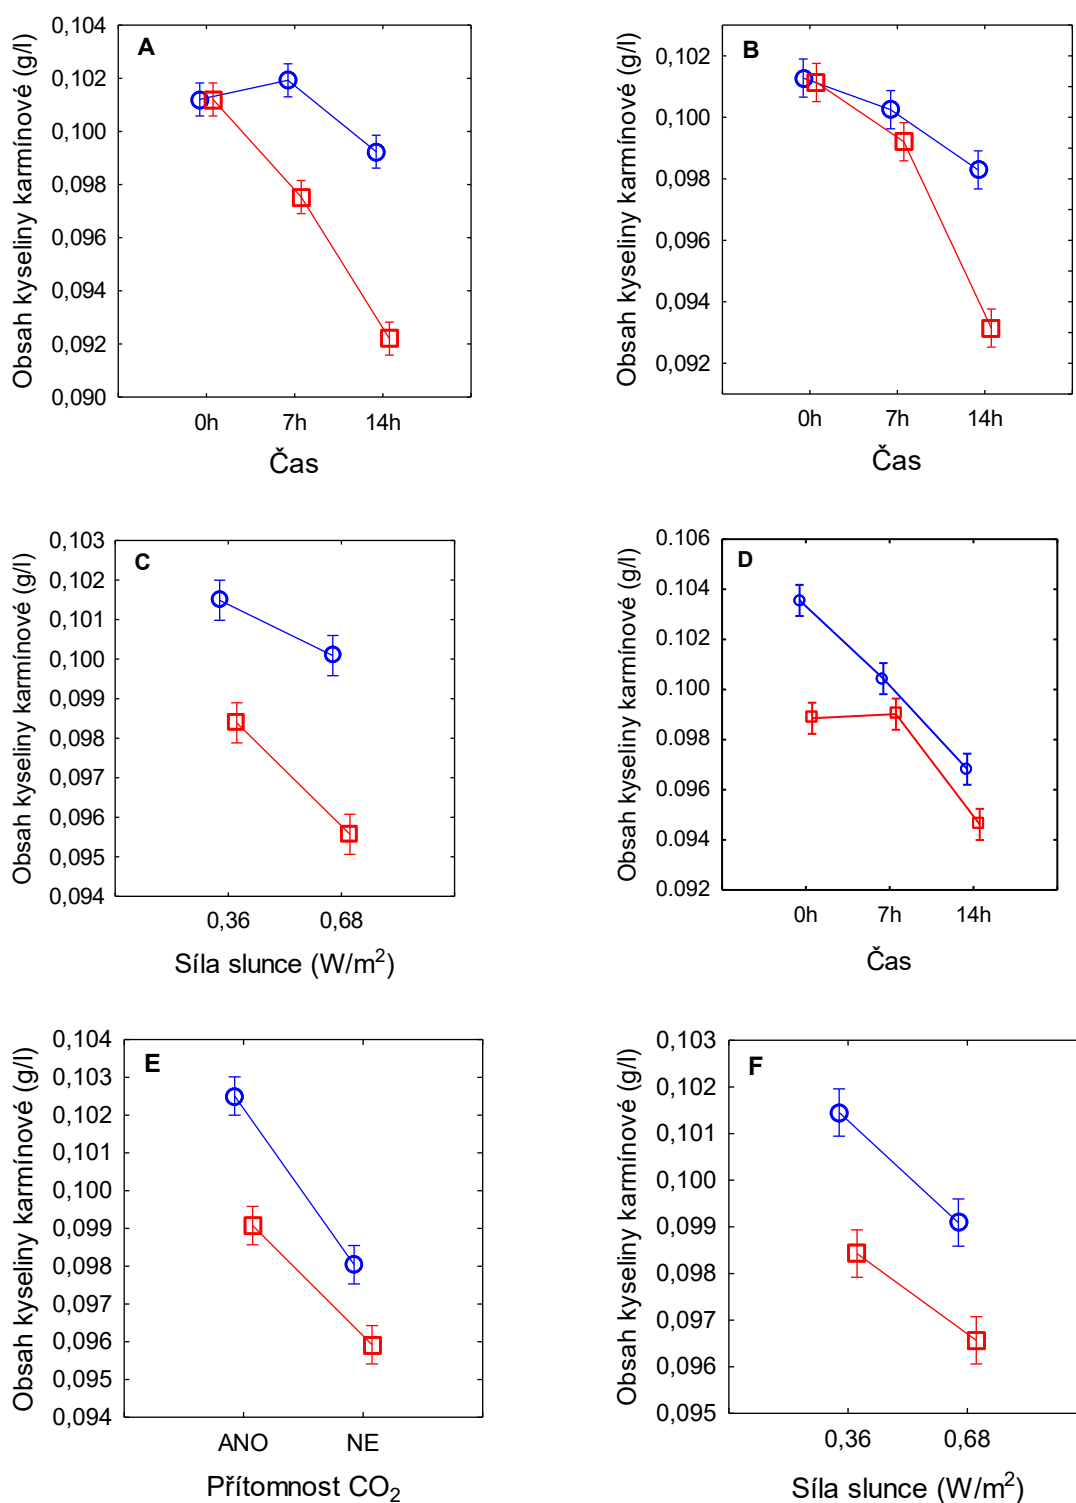 A
Obsah kyseliny karmínové (g/l)
0,104
0,102
0,100
0,098
0,096
0,094
0,092
0,090
0h 7h 14h
Čas
B
Obsah kyseliny karmínové (g/l)
0,102
0,100
0,098
0,096
0,094
0,092
0h 7h 14h
Čas
C
Obsah kyseliny karmínové (g/l)
0,103
0,102
0,101
0,100
0,099
0,098
0,097
0,096
0,095
0,094
0,36 0,68
Síla slunce (W/m²)
D
Obsah kyseliny karmínové (g/l)
0.106
0.104
0.102
0.100
0.098
0.096
0.094
0.092
0h 7h 14h
Čas
E
Obsah kyseliny karmínové (g/l)
0,104
0,103
0,102
0,101
0,100
0,099
0,098
0,097
0,096
0,095
0,094
ANO NE
Přítomnost CO₂
F
Obsah kyseliny karmínové (g/l)
0,103
0,102
0,101
0,100
0,099
0,098
0,097
0,096
0,095
0,36 0,68
Síla slunce (W/m²)